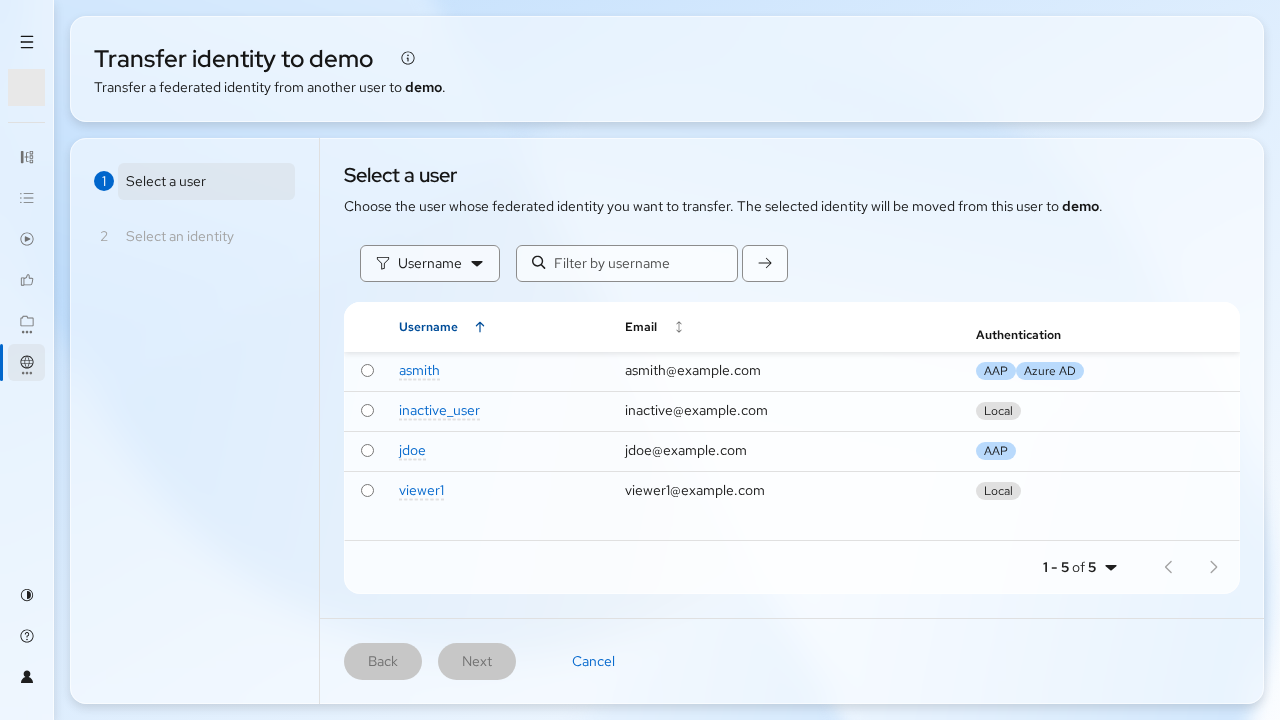 Transfer identity to demo
Transfer a federated identity from another user to demo.
1 Select a user
2 Select an identity
Select a user
Choose the user whose federated identity you want to transfer. The selected identity will be moved from this user to demo.
Username
Filter by username
Username Email Authentication
asmith asmith@example.com AAP Azure AD
inactive_user inactive@example.com Local
jdoe jdoe@example.com AAP
viewer1 viewer1@example.com Local
1 - 5 of 5
Back Next Cancel